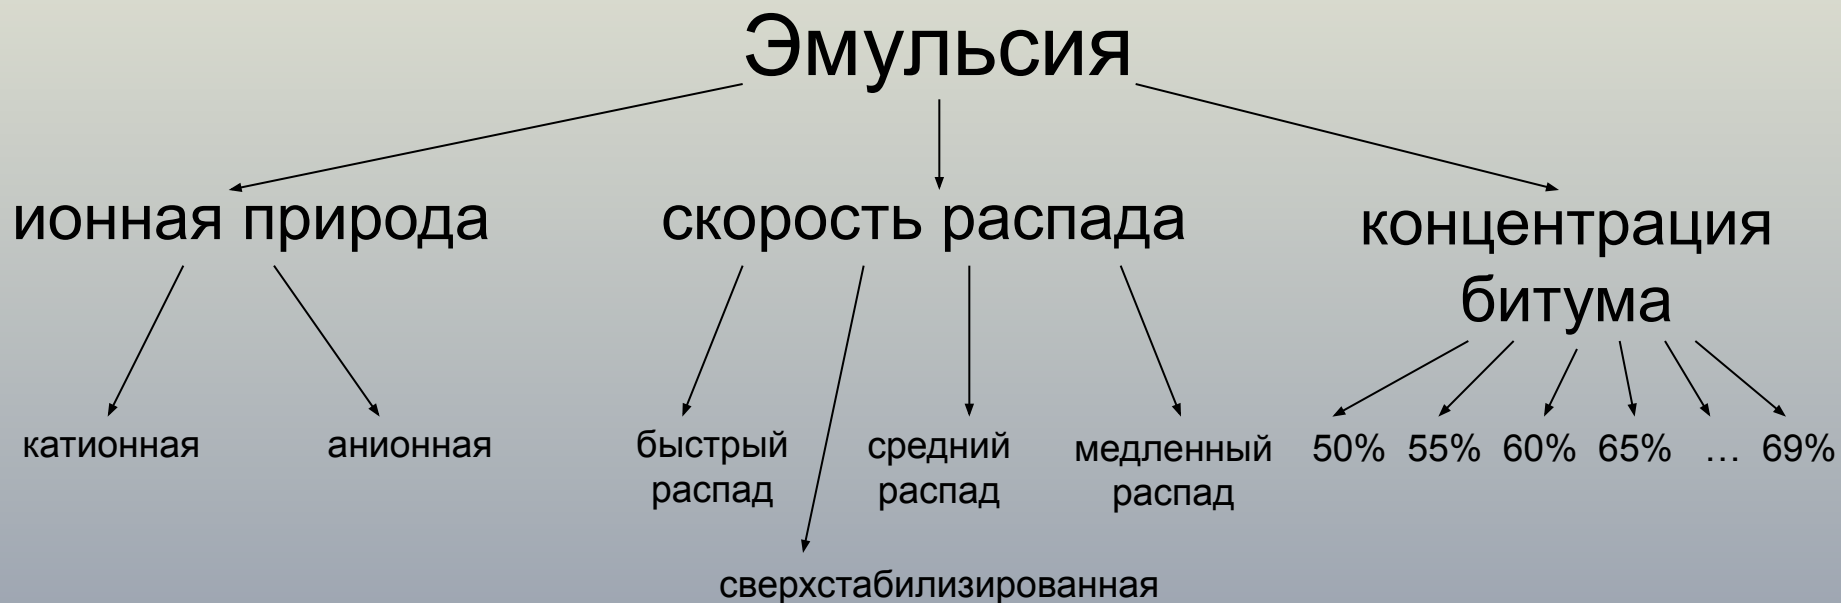 Эмульсия
ионная природа
скорость распада
концентрация
битума
катионная
анионная
быстрый
распад
средний
распад
медленный
распад
50% 55% 60% 65% ... 69%
сверхстабилизированная